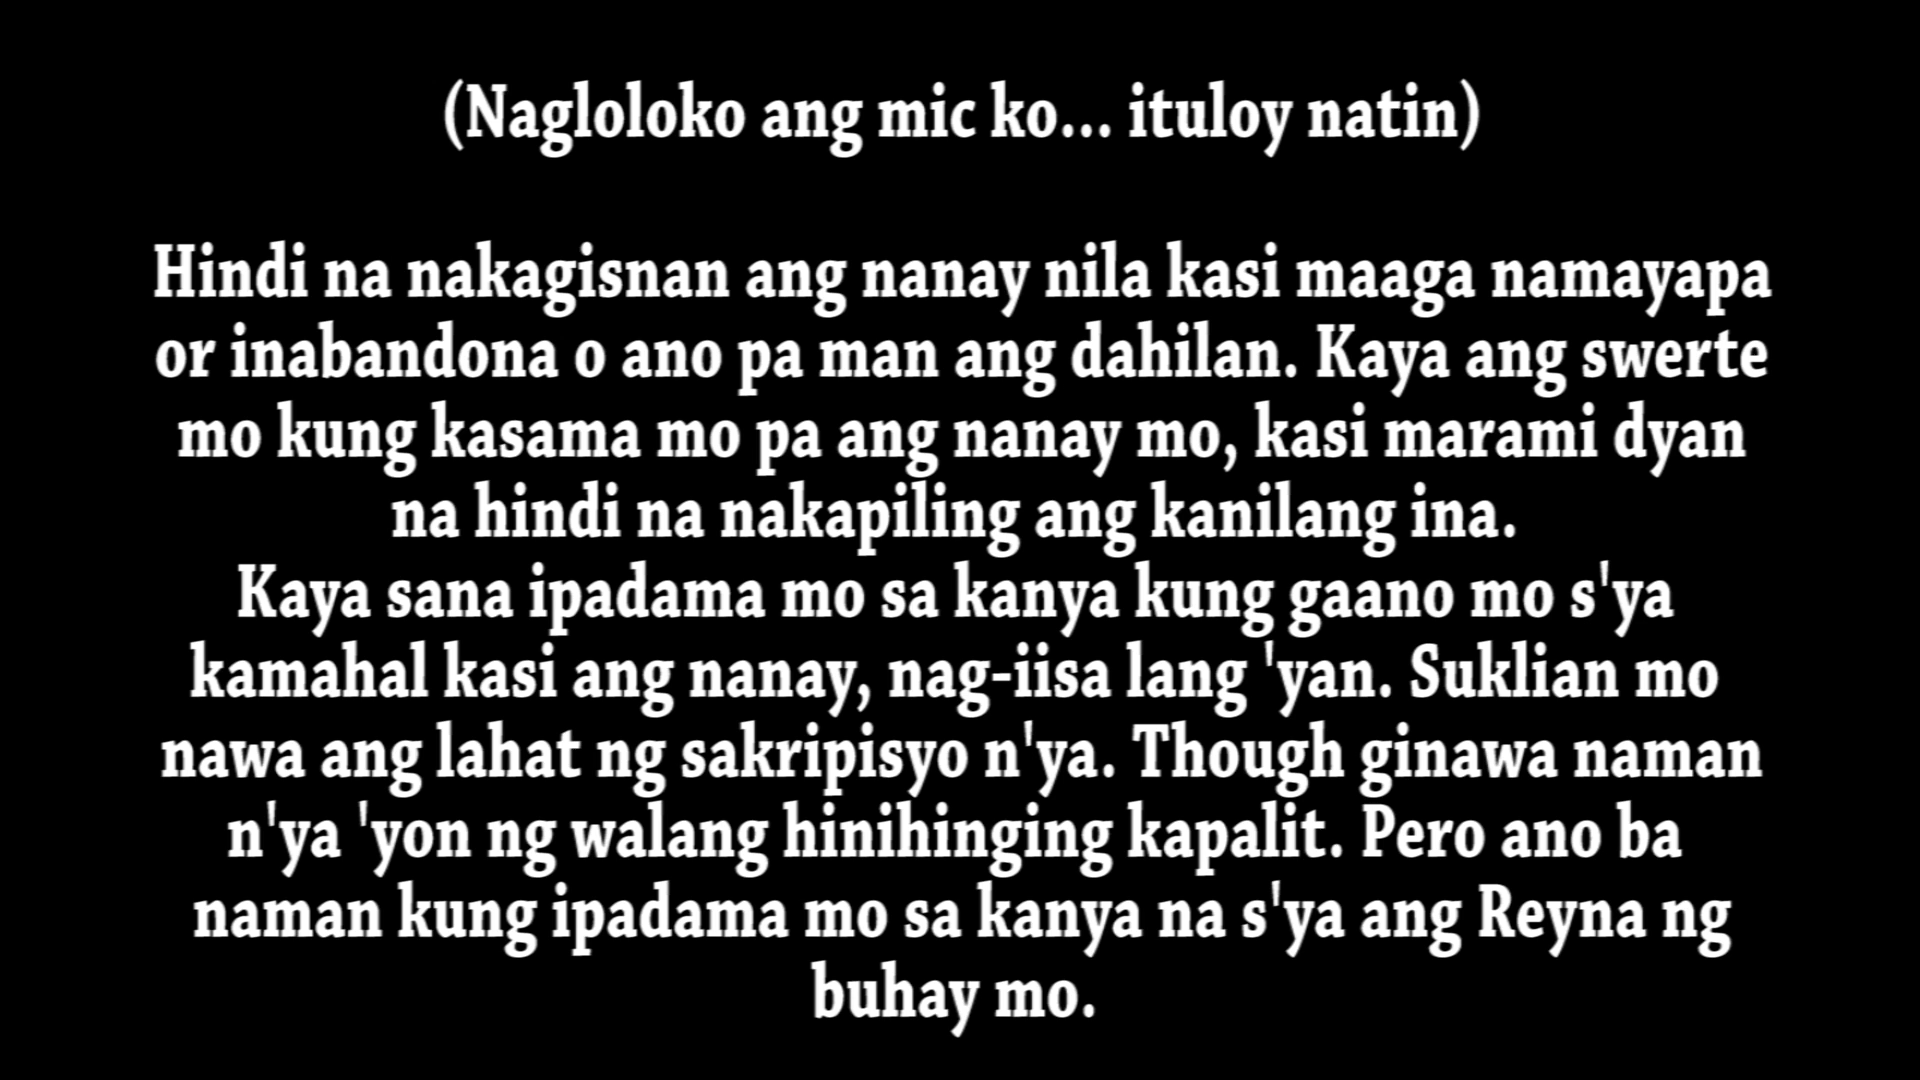 (Nagloloko ang mic ko... ituloy natin)
Hindi na nakagisnan ang nanay nila kasi maaga namayapa
or inabandona o ano pa man ang dahilan. Kaya ang swerte
mo kung kasama mo pa ang nanay mo, kasi marami dyan
na hindi na nakapiling ang kanilang ina.
Kaya sana ipadama mo sa kanya kung gaano mo s'ya
kamahal kasi ang nanay, nag-iisa lang 'yan. Suklian mo
nawa ang lahat ng sakripisyo n'ya. Though ginawa naman
n'ya 'yon ng walang hinihinging kapalit. Pero ano ba
naman kung ipadama mo sa kanya na s'ya ang Reyna ng
buhay mo.